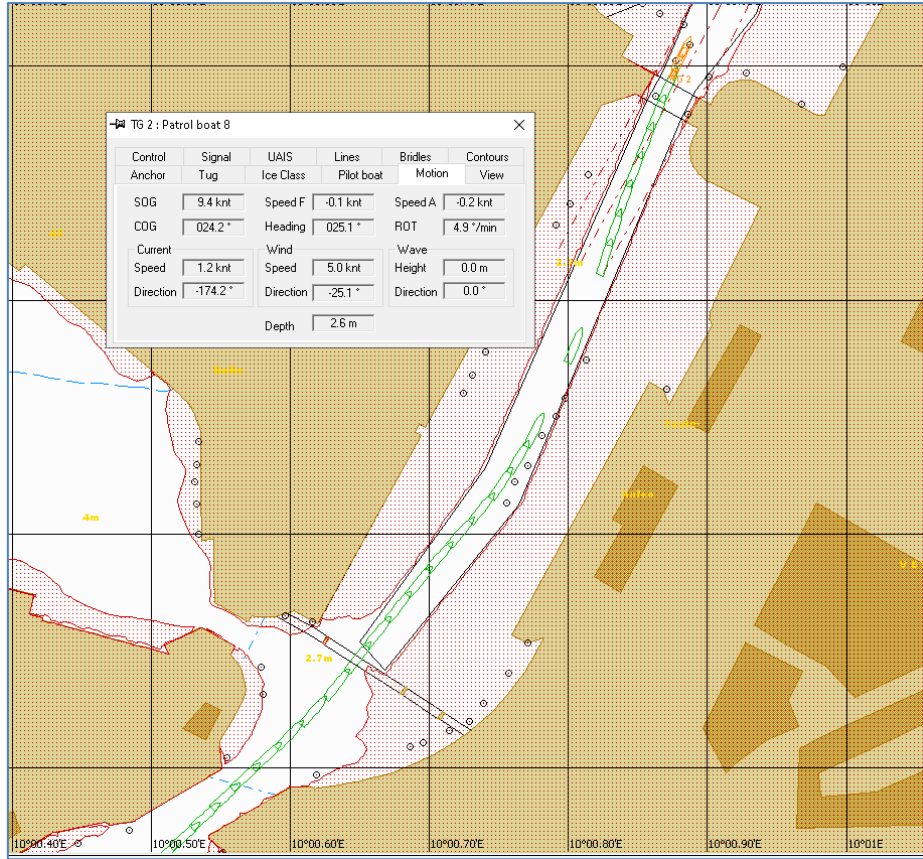 TG 2 : Patrol boat 8
Control Signal UAIS Lines Bridles Contours
Anchor Tug Ice Class Pilot boat Motion View
SOG 9.4 knt Speed F -0.1 knt Speed A -0.2 knt
COG 024.2 ° Heading 025.1 ° ROT 4.9 °/min
Current Wind Wave
Speed 1.2 knt Speed 5.0 knt Height 0.0 m
Direction -174.2 ° Direction -25.1 ° Direction 0.0 °
Depth 2.6 m
4m
2.7m
10°00.40'E 10°00.50'E 10°00.60'E 10°00.70'E 10°00.80'E 10°00.90'E 10°01'E